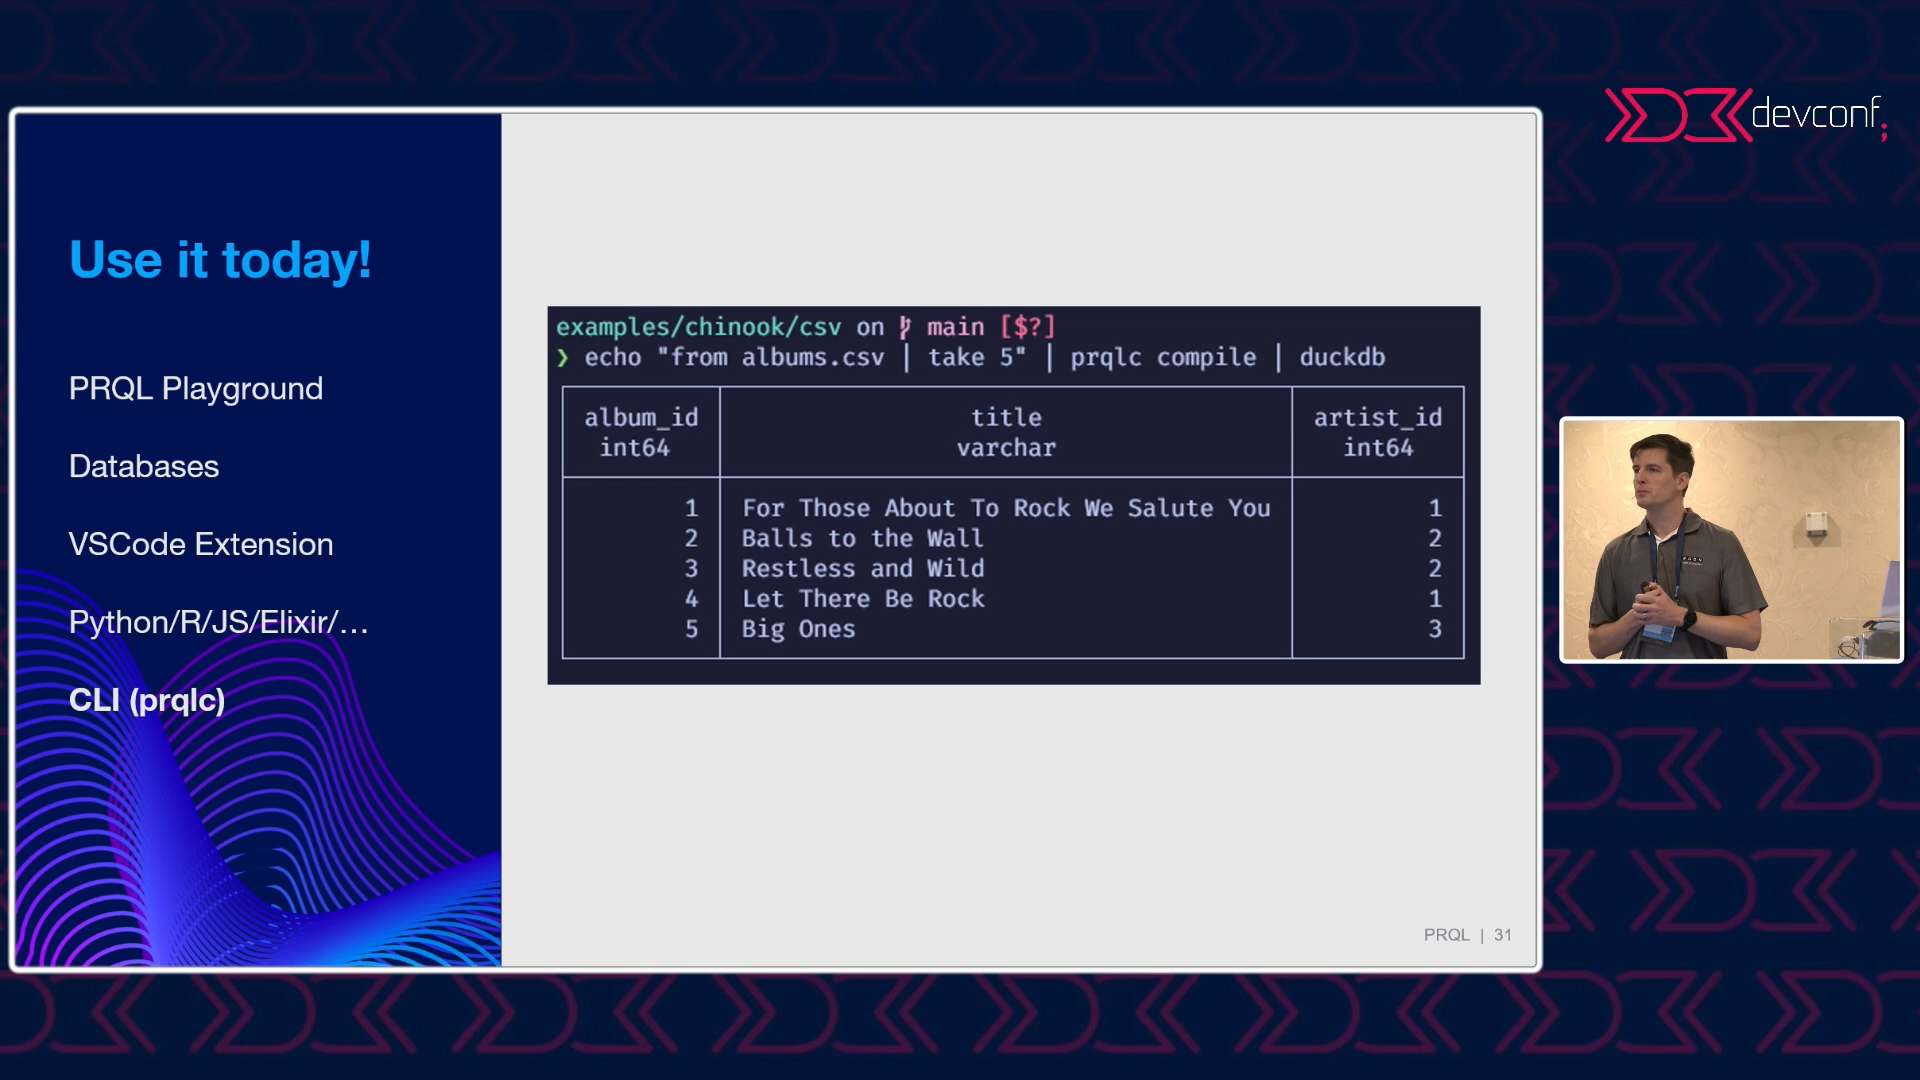 devconf;
Use it today!
PRQL Playground
Databases
VSCode Extension
Python/R/JS/Elixir/...
CLI (prqlc)
examples/chinook/csv on main [$?]
❯ echo "from albums.csv | take 5" | prqlc compile | duckdb
album_id title artist_id
int64 varchar int64
1 For Those About To Rock We Salute You 1
2 Balls to the Wall 2
3 Restless and Wild 2
4 Let There Be Rock 1
5 Big Ones 3
PRQL | 31